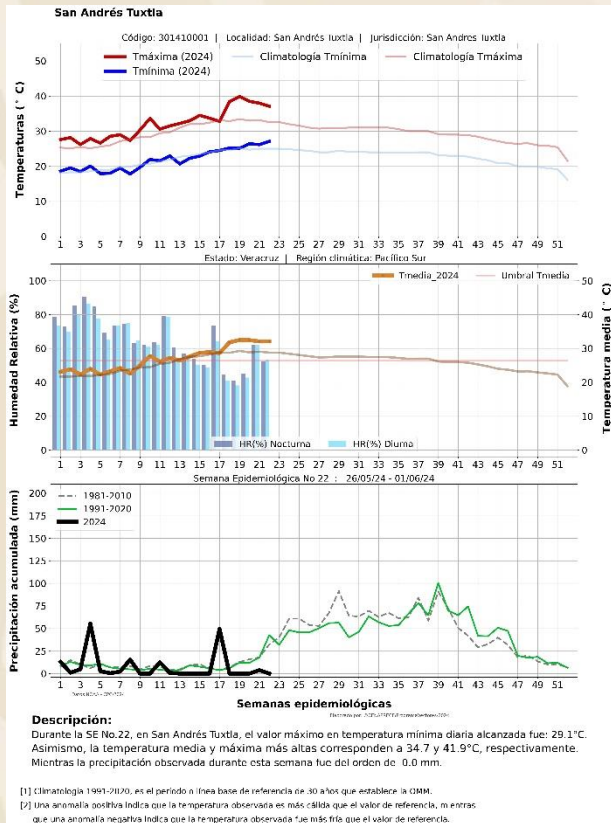 San Andrés Tuxtla
Código: 301410001 | Localidad: San Andrés Tuxtla | Jurisdicción: San Andrés Tuxtla
Tmáxima (2024) Climatología Tmínima Climatología Tmáxima
Tmínima (2024)
Temperaturas (° C)
50
40
30
20
10
0
1 3 5 7 9 11 13 15 17 19 21 23 25 27 29 31 33 35 37 39 41 43 45 47 49 51
Estado: Veracruz | Región climática: Pacífico Sur
Tmedia_2024 Umbral Tmedia
Humedad Relativa (%)
100
80
60
40
20
0
Temperatura media (° C)
50
40
30
20
10
0
HR(%) Nocturna HR(%) Diurna
1 3 5 7 9 11 13 15 17 19 21 23 25 27 29 31 33 35 37 39 41 43 45 47 49 51
Semana Epidemiológica No 22 : 26/05/24 - 01/06/24
1981-2010
1991-2020
2024
Precipitación acumulada (mm)
200
175
150
125
100
75
50
25
0
1 3 5 7 9 11 13 15 17 19 21 23 25 27 29 31 33 35 37 39 41 43 45 47 49 51
Semanas epidemiológicas
Descripción:
Durante la SE No.22, en San Andrés Tuxtla, el valor máximo en temperatura mínima diaria alcanzada fue: 29.1°C.
Asimismo, la temperatura media y máxima más altas corresponden a 34.7 y 41.9°C, respectivamente.
Mientras la precipitación observada durante esta semana fue del orden de 0.0 mm.
[1] Climatología 1991-2020, es el período o línea base de referencia de 30 años que establece la OMM.
[2] Una anomalía positiva indica que la temperatura observada es más cálida que el valor de referencia, mientras
que una anomalía negativa indica que la temperatura observada fue más fría que el valor de referencia.